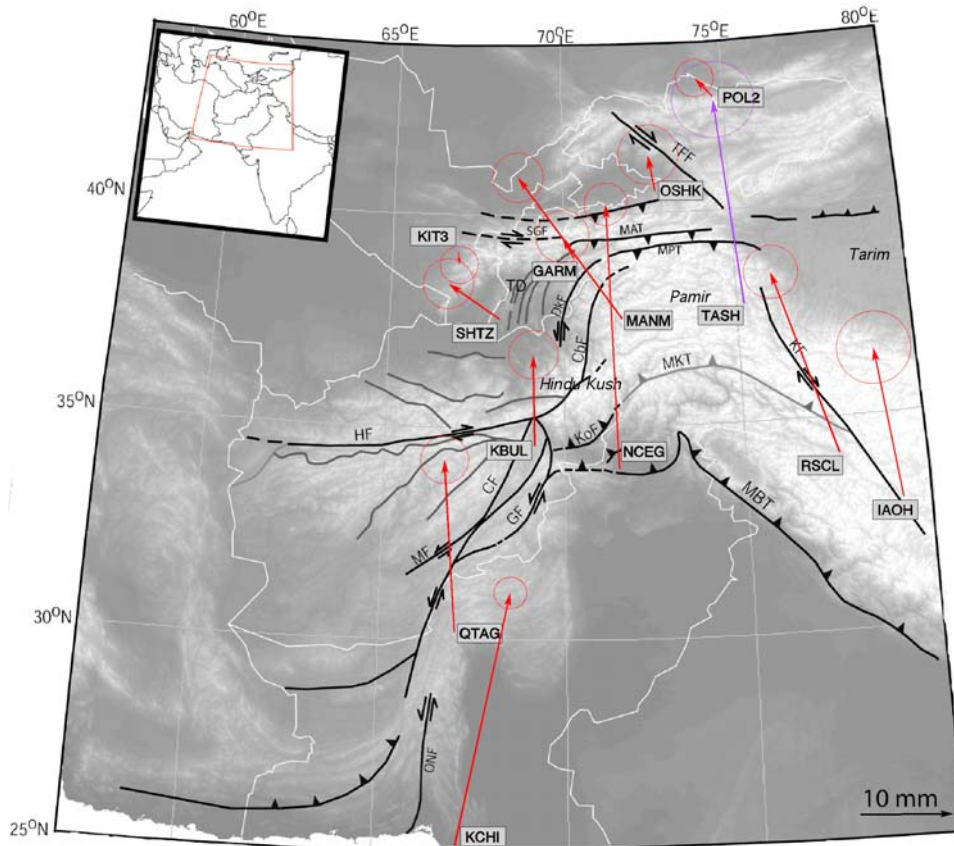 60°E
65°E
70°E
75°E
80°E
POL2
TFF
OSHK
40°N
KIT3
SGF
MAT
MPT
GARM
Tarim
TD
Pamir
DkF
MANM
TASH
SHTZ
ChF
KF
MKT
Hindu Kush
35°N
HF
KoF
KBUL
NCEG
RSCL
CF
IAOH
GF
MBT
MF
30°N
QTAG
ONF
10 mm
25°N
KCHI